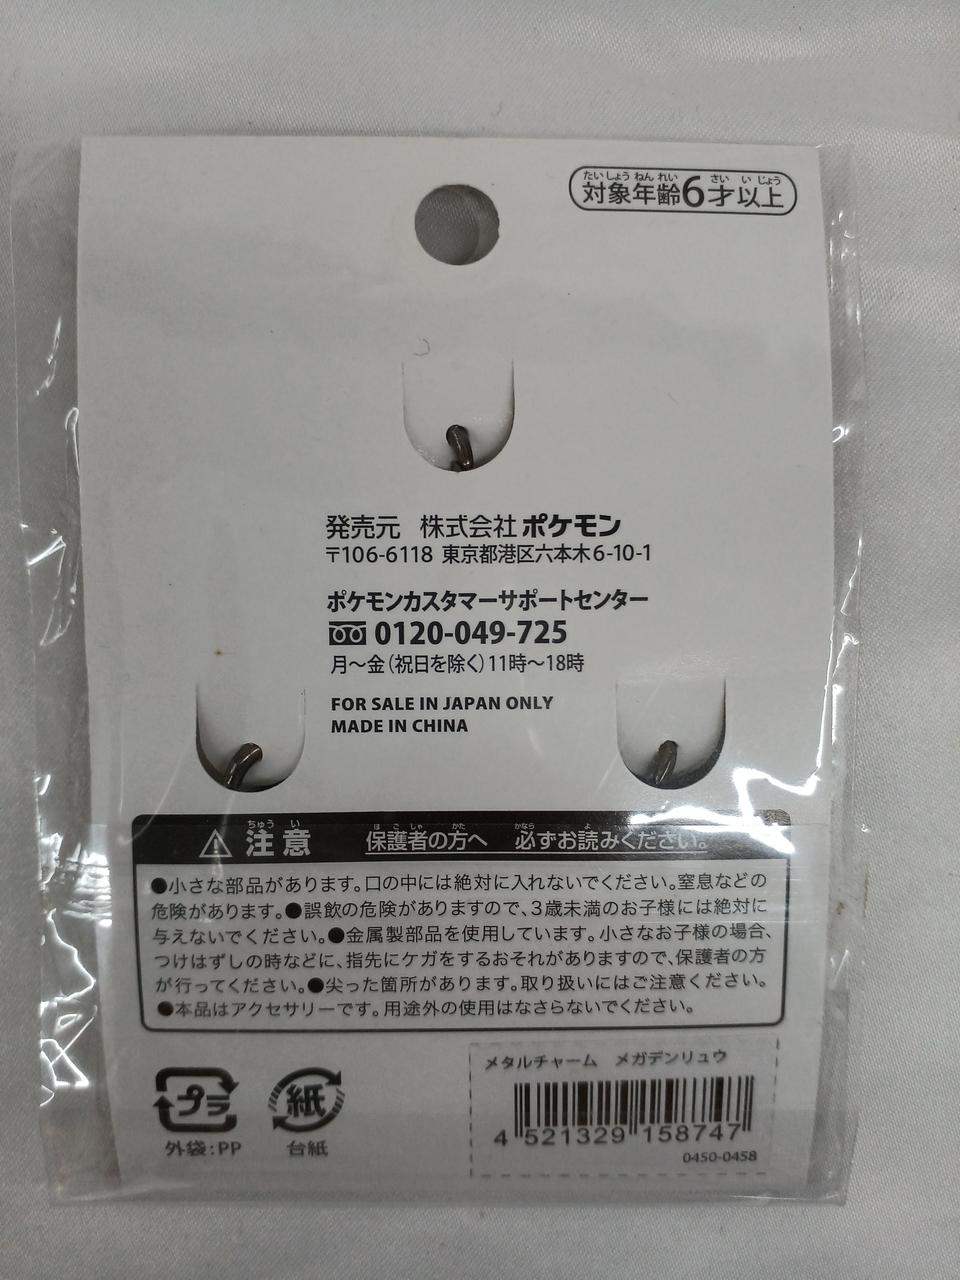 たいしょう ねん れい さい い じょう
対象年齢6才以上
発売元 株式会社ポケモン
〒106-6118 東京都港区六本木6-10-1
ポケモンカスタマーサポートセンター
0120-049-725
月～金(祝日を除く)11時～18時
FOR SALE IN JAPAN ONLY
MADE IN CHINA
ちゅう い ほ ご しゃ かた かなら よ
注意 保護者の方へ 必ずお読みください。
●小さな部品があります。口の中には絶対に入れないでください。窒息などの
危険があります。●誤飲の危険がありますので、3歳未満のお子様には絶対に
与えないでください。●金属製部品を使用しています。小さなお子様の場合、
つけはずしの時などに、指先にケガをするおそれがありますので、保護者の方
が行ってください。●尖った箇所があります。取り扱いにはご注意ください。
●本品はアクセサリーです。用途外の使用はなさらないでください。
プラ
外袋:PP
紙
台紙
メタルチャーム メガデンリュウ
4 521329 158747
0450-0458